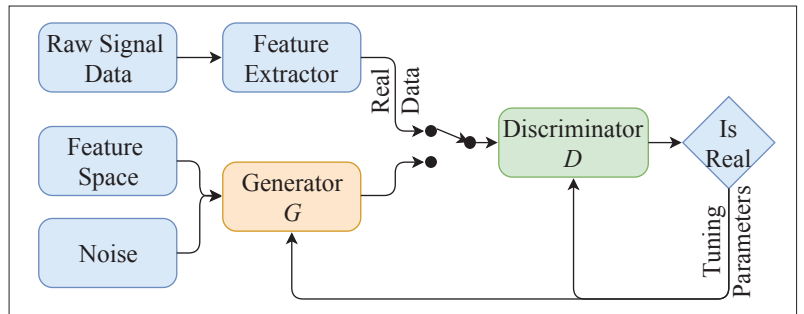 Raw Signal
Data
Feature
Extractor
Real
Data
Feature
Space
Noise
Generator
G
Discriminator
D
Is
Real
Tuning
Parameters